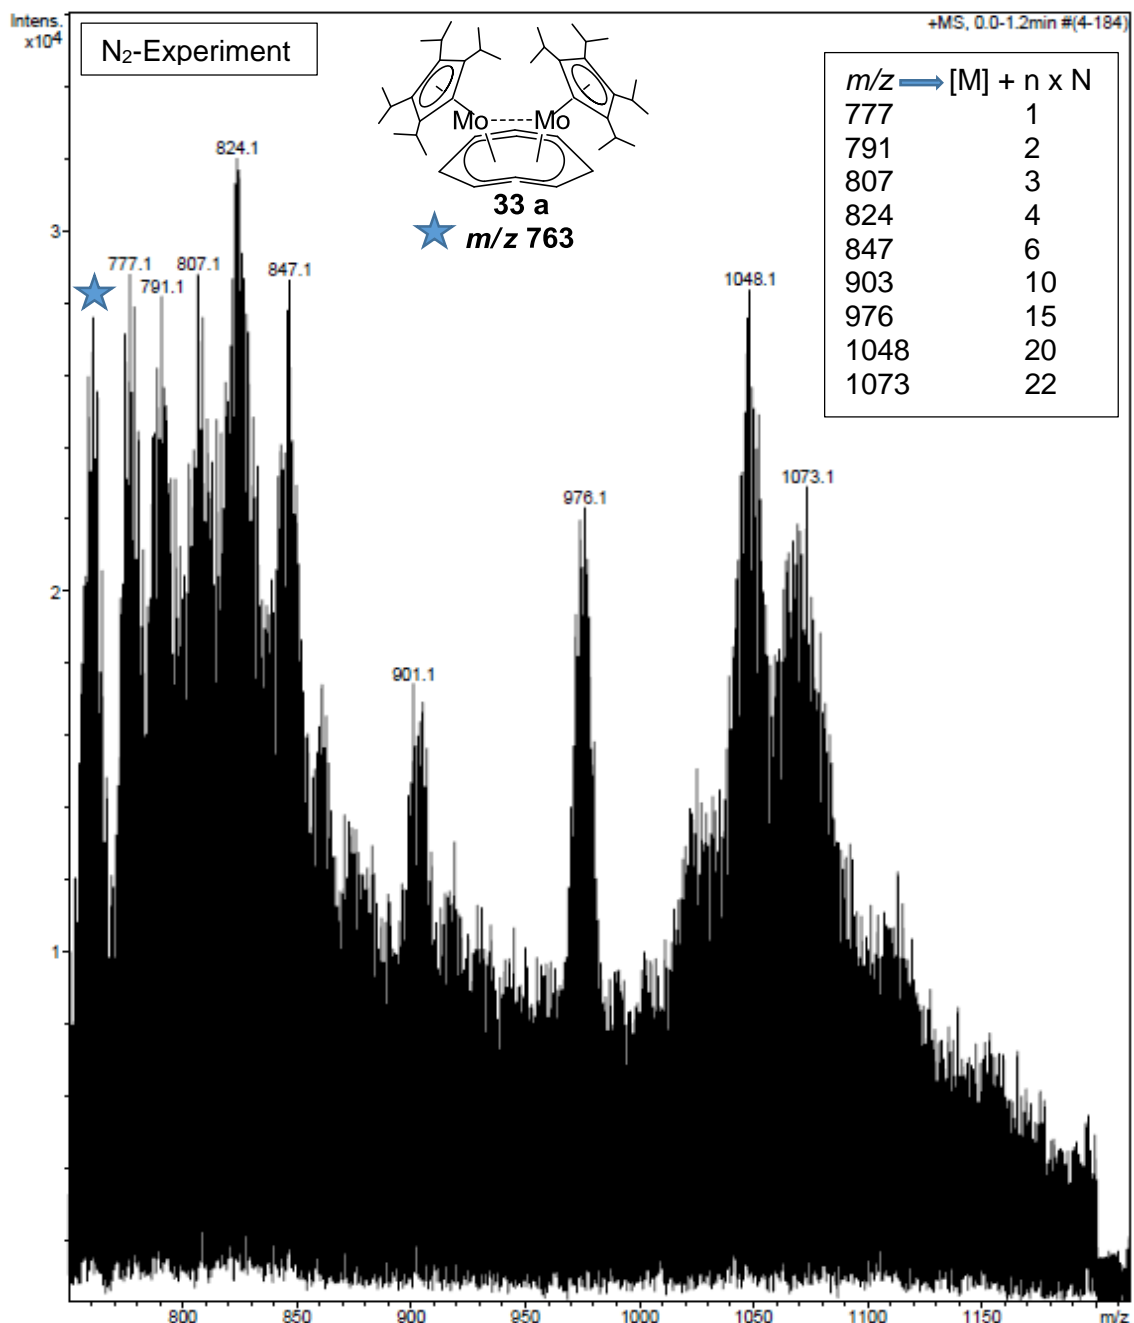 Intens.
x10⁴
+MS, 0.0-1.2min #(4-184)
N₂-Experiment
m/z [M] + n x N
777 1
791 2
807 3
824 4
847 6
903 10
976 15
1048 20
1073 22
Mo Mo
33 a
m/z 763
824.1
777.1
791.1
807.1
847.1
901.1
976.1
1048.1
1073.1
3
2
1
800 850 900 950 1000 1050 1100 1150 m/z